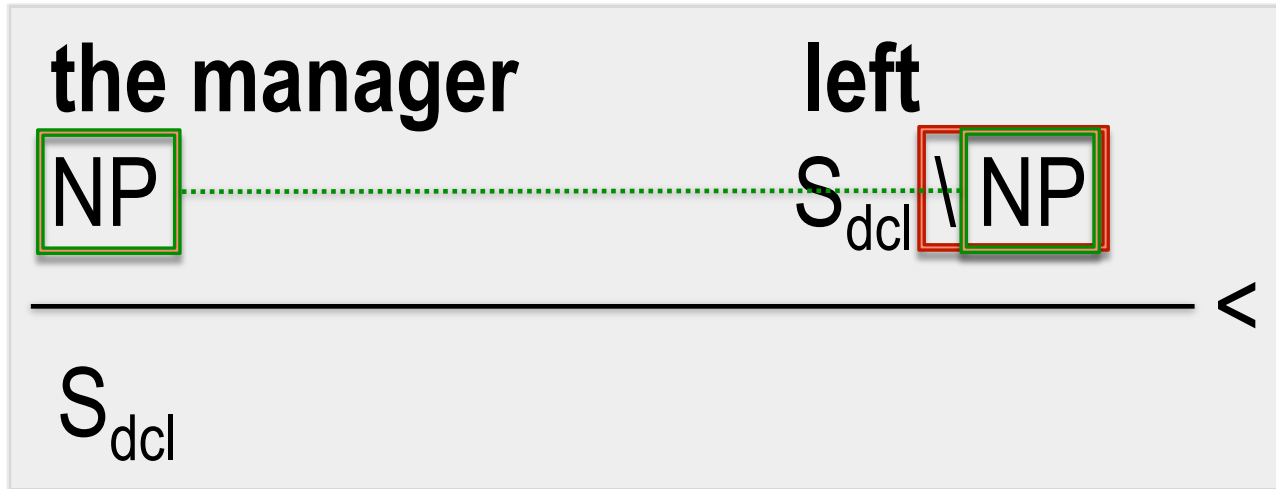 the manager left
NP S_dcl \ NP
<
S_dcl